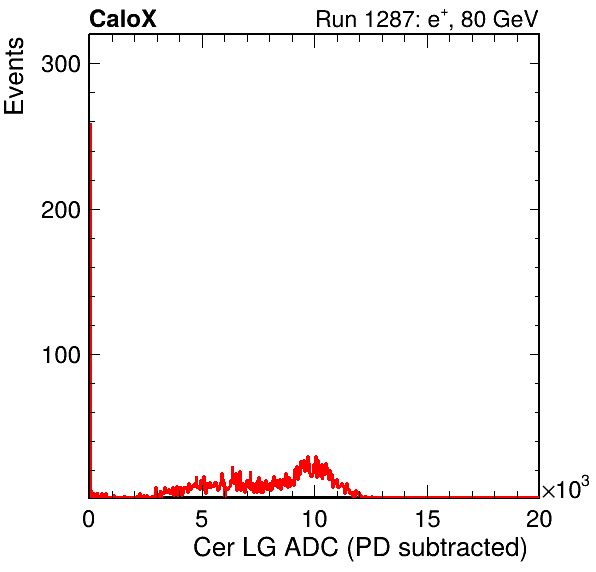 CaloX
Run 1287: e+, 80 GeV
Events
300
200
100
0
5
10
15
20
×10³
Cer LG ADC (PD subtracted)